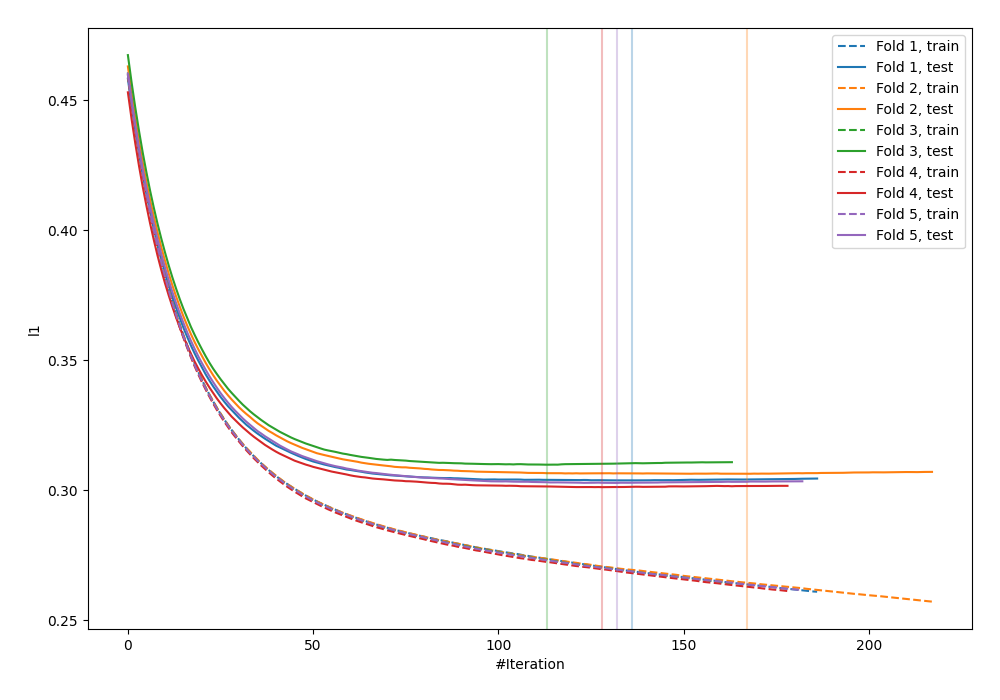 0.45
0.40
0.35
0.30
0.25
l1
0
50
100
150
200
#Iteration
Fold 1, train
Fold 1, test
Fold 2, train
Fold 2, test
Fold 3, train
Fold 3, test
Fold 4, train
Fold 4, test
Fold 5, train
Fold 5, test